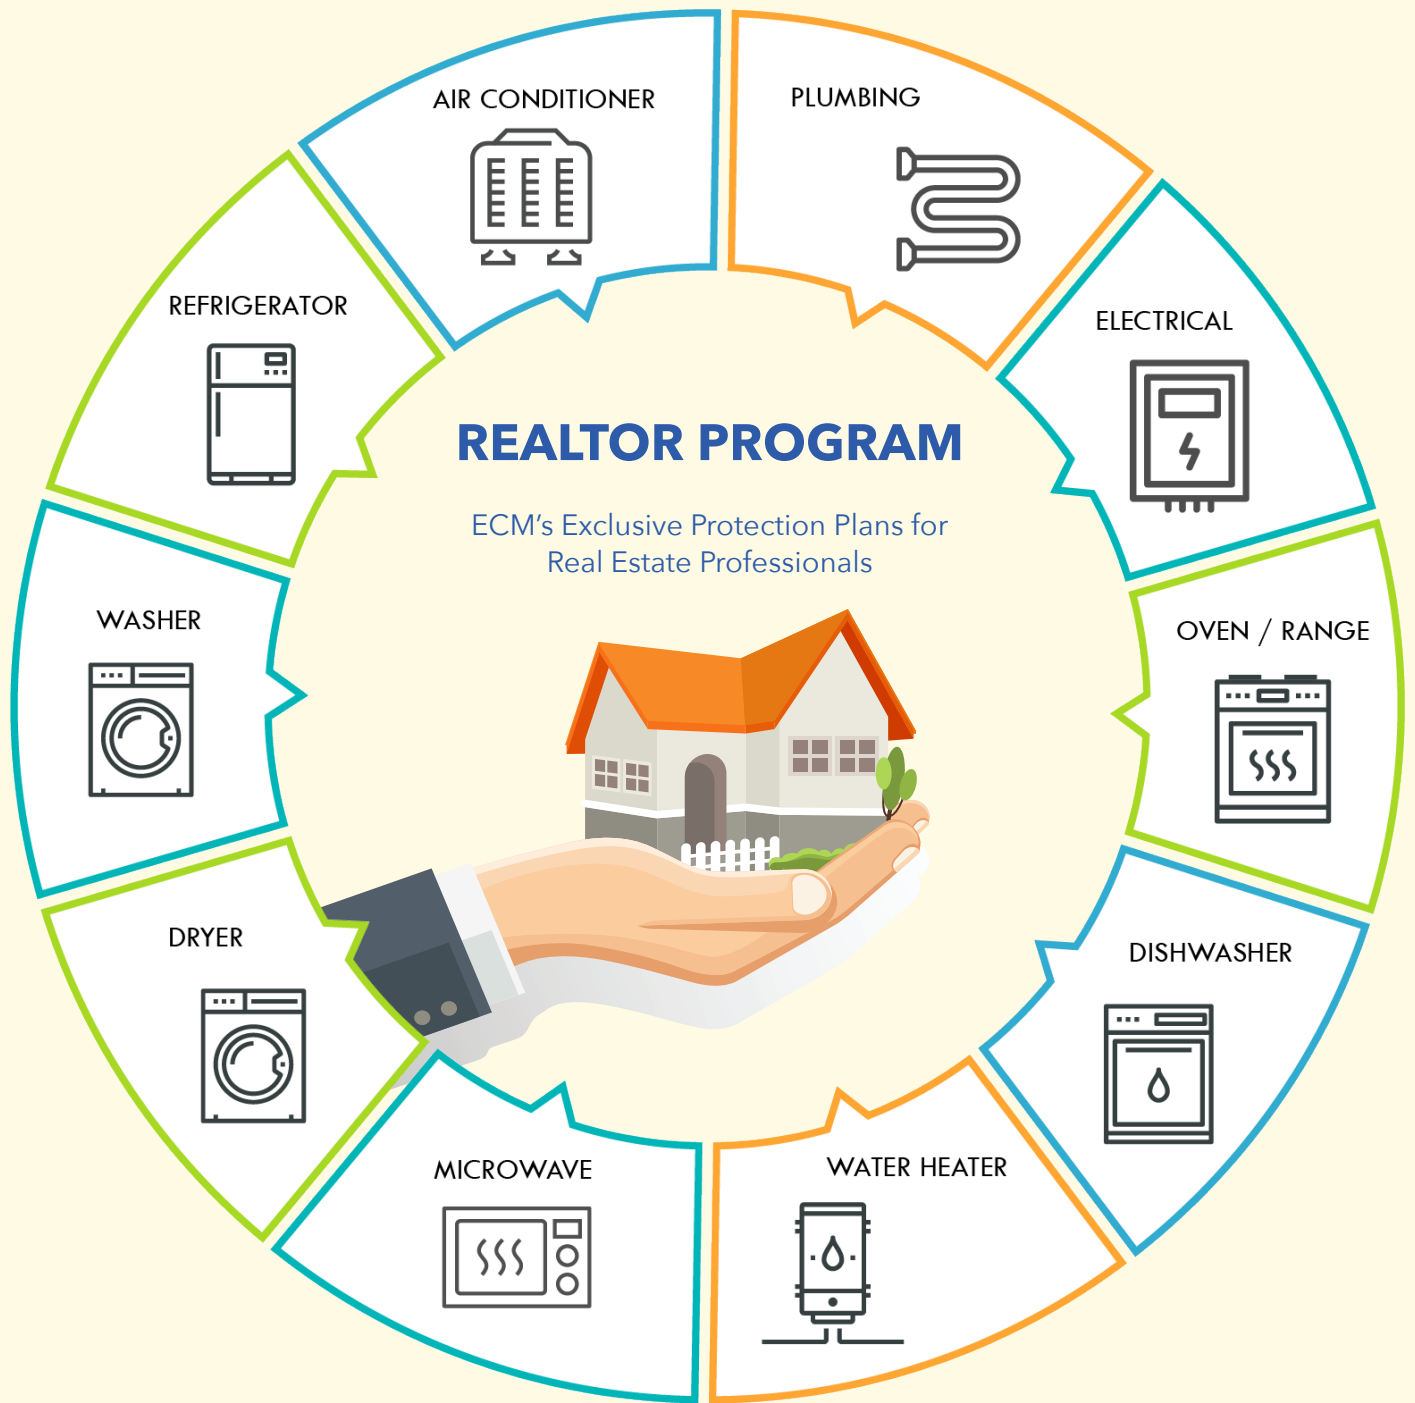 AIR CONDITIONER
PLUMBING
ELECTRICAL
OVEN / RANGE
DISHWASHER
WATER HEATER
MICROWAVE
DRYER
WASHER
REFRIGERATOR
REALTOR PROGRAM
ECM's Exclusive Protection Plans for
Real Estate Professionals